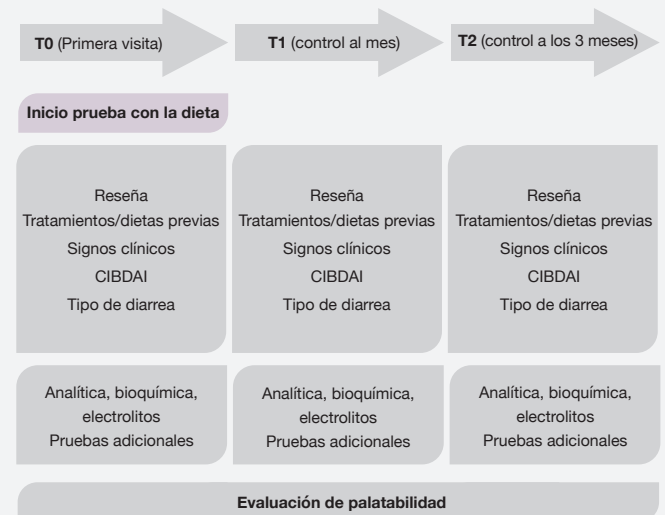 T0 (Primera visita)
T1 (control al mes)
T2 (control a los 3 meses)
Inicio prueba con la dieta
Reseña
Tratamientos/dietas previas
Signos clínicos
CIBDAI
Tipo de diarrea
Reseña
Tratamientos/dietas previas
Signos clínicos
CIBDAI
Tipo de diarrea
Reseña
Tratamientos/dietas previas
Signos clínicos
CIBDAI
Tipo de diarrea
Analítica, bioquímica,
electrolitos
Pruebas adicionales
Analítica, bioquímica,
electrolitos
Pruebas adicionales
Analítica, bioquímica,
electrolitos
Pruebas adicionales
Evaluación de palatabilidad